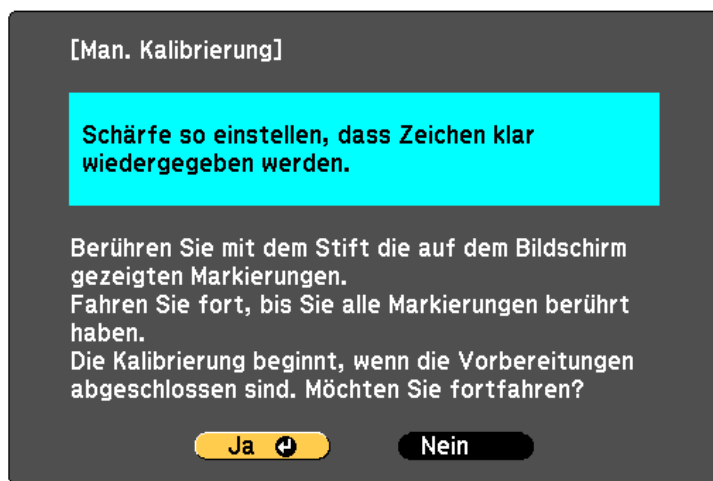 [Man. Kalibrierung]
Schärfe so einstellen, dass Zeichen klar
wiedergegeben werden.
Berühren Sie mit dem Stift die auf dem Bildschirm
gezeigten Markierungen.
Fahren Sie fort, bis Sie alle Markierungen berührt
haben.
Die Kalibrierung beginnt, wenn die Vorbereitungen
abgeschlossen sind. Möchten Sie fortfahren?
Ja Nein